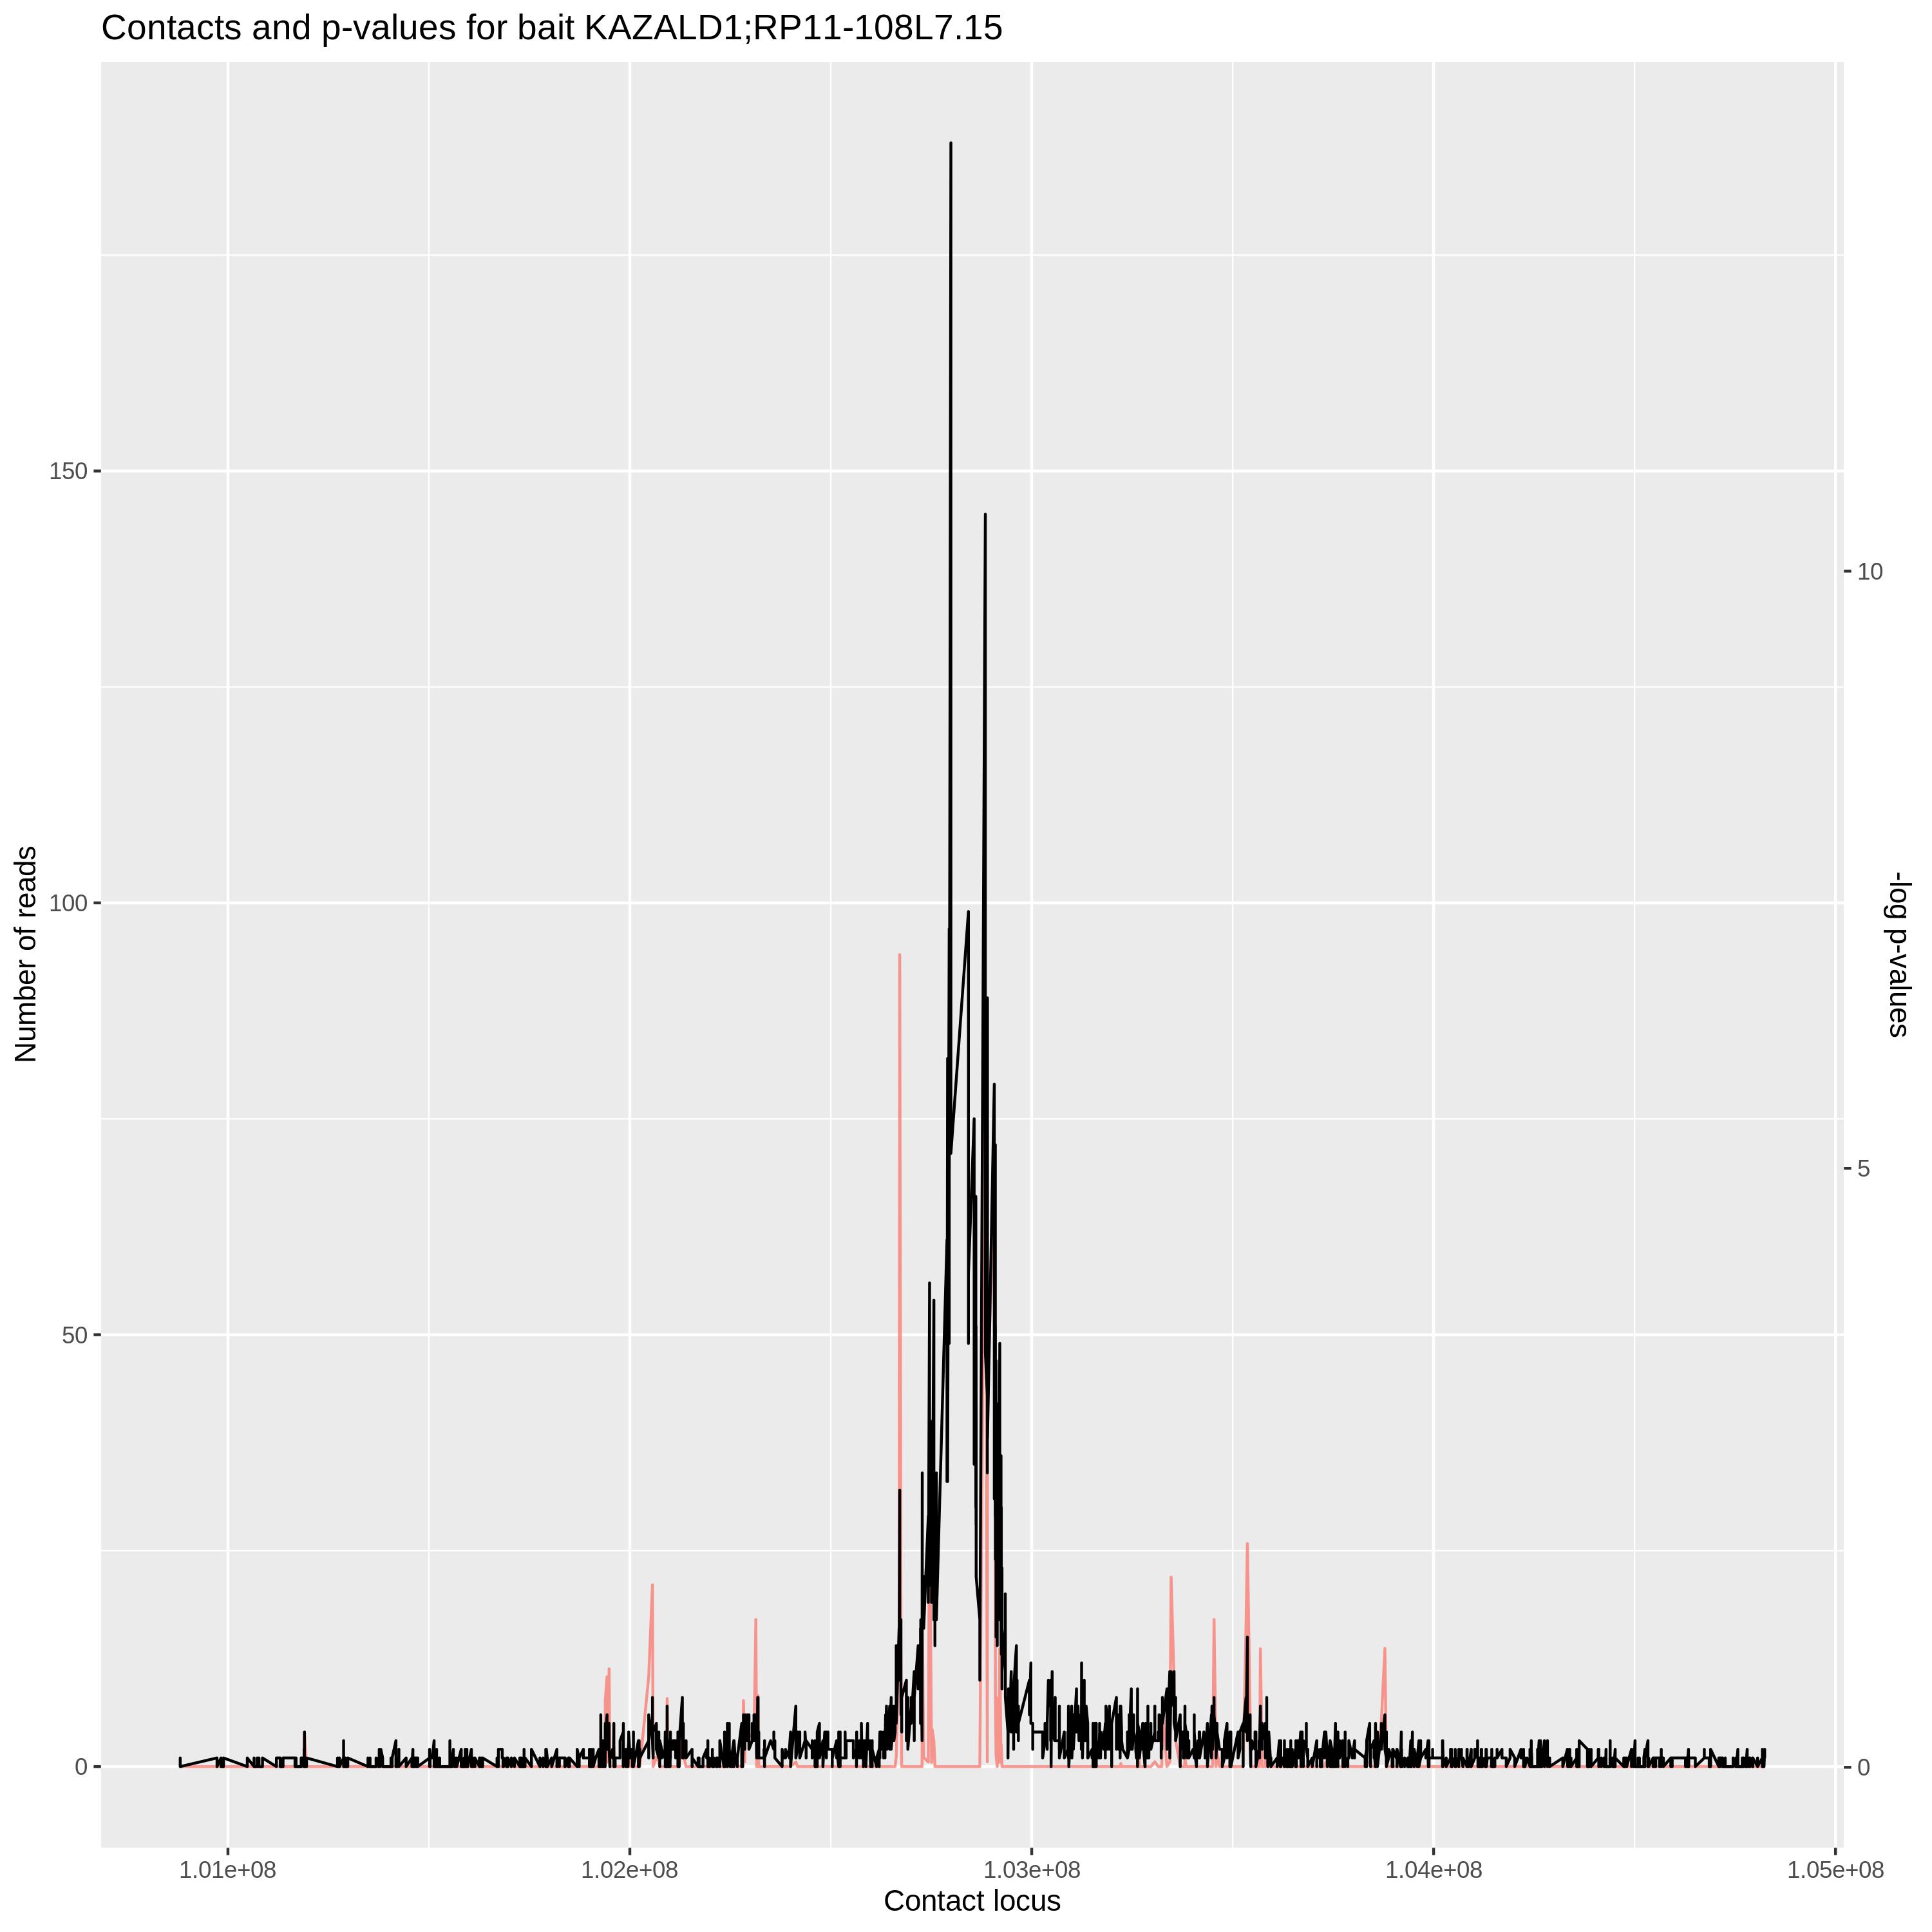 Contacts and p-values for bait KAZALD1;RP11-108L7.15
150
100
50
0
Number of reads
10
5
0
-log p-values
1.01e+08
1.02e+08
1.03e+08
1.04e+08
1.05e+08
Contact locus